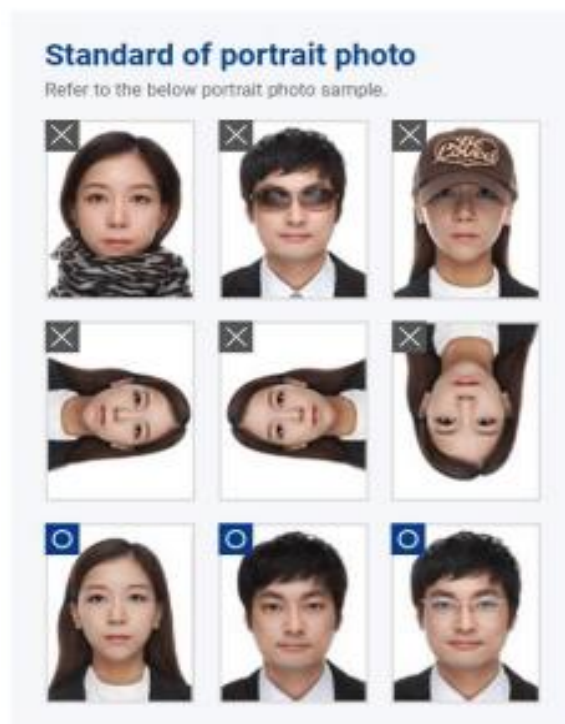 Standard of portrait photo
Refer to the below portrait photo sample.